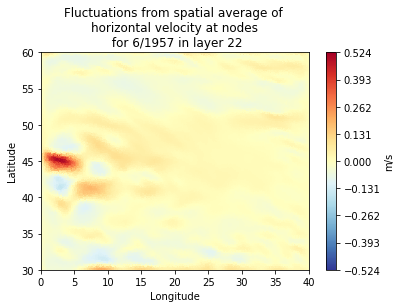 Fluctuations from spatial average of
horizontal velocity at nodes
for 6/1957 in layer 22
60
55
50
45
40
35
30
Latitude
0 5 10 15 20 25 30 35 40
Longitude
0.524
0.393
0.262
0.131
0.000
−0.131
−0.262
−0.393
−0.524
m/s